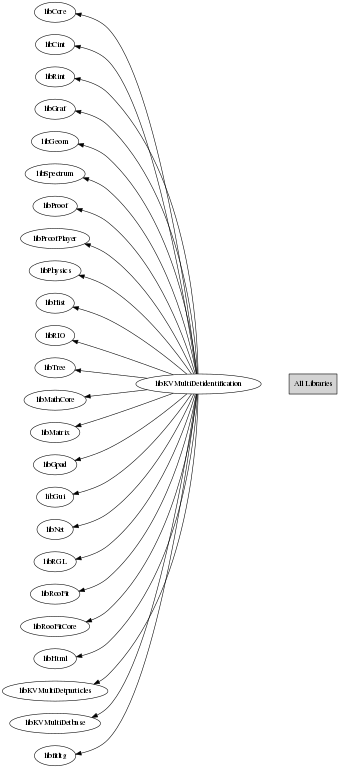 libCore
libCint
libRint
libGraf
libGeom
libSpectrum
libProof
libProofPlayer
libPhysics
libHist
libRIO
libTree
libKVMultiDetidentification
All Libraries
libMathCore
libMatrix
libGpad
libGui
libNet
libRGL
libRooFit
libRooFitCore
libHtml
libKVMultiDetparticles
libKVMultiDetbase